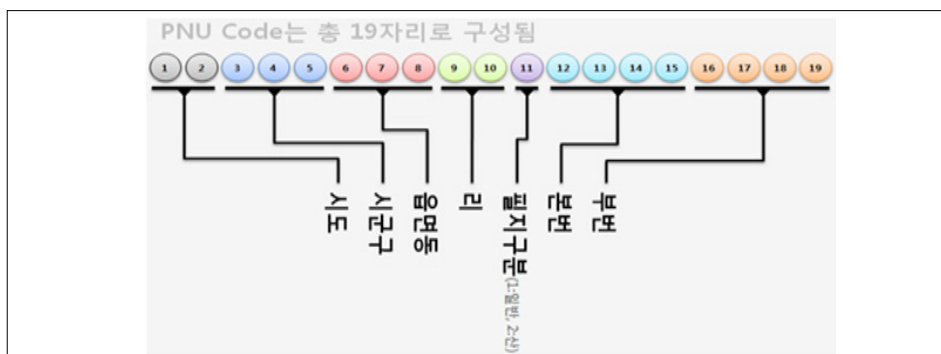 PNU Code는 총 19자리로 구성됨
1 2 3 4 5 6 7 8 9 10 11 12 13 14 15 16 17 18 19
시도
시군구
읍면동
리
필지구분(1:일반, 2:산)
본번
부번